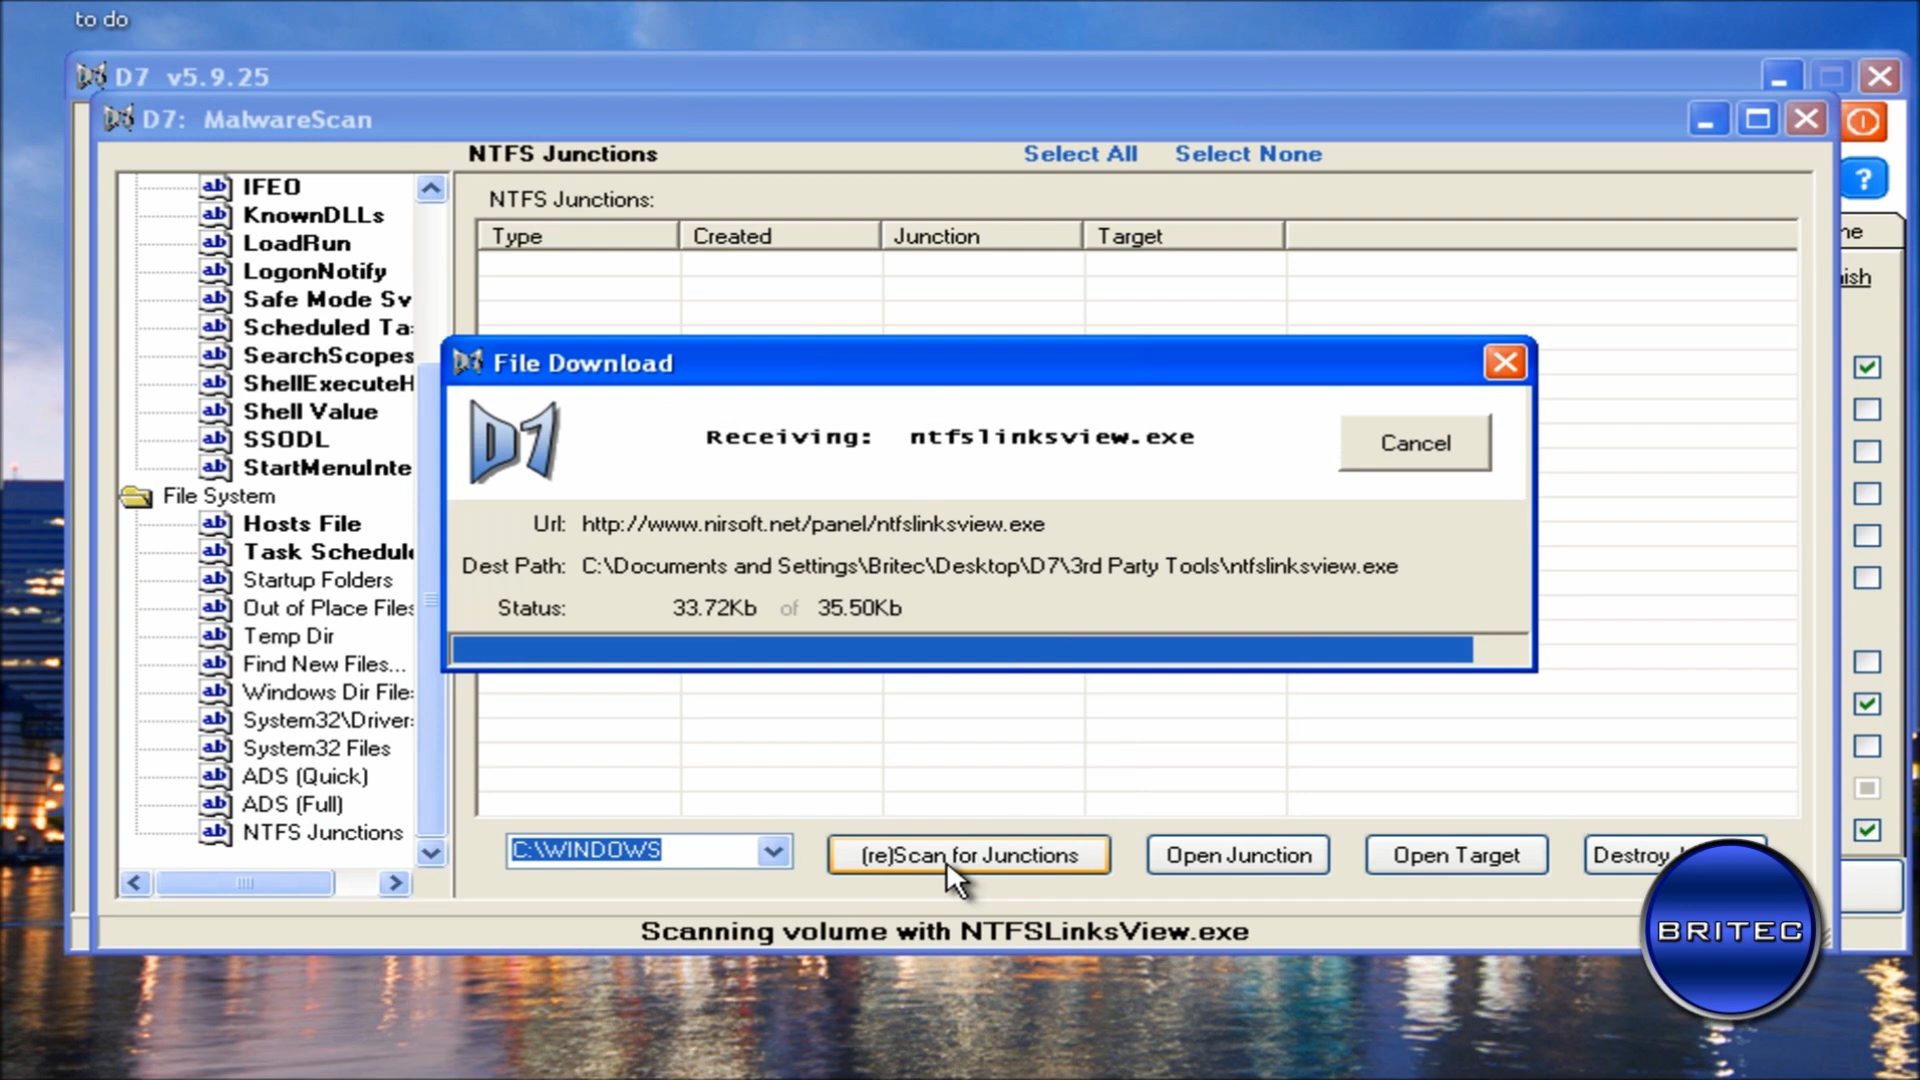 to do
D7 v5.9.25
D7: MalwareScan
NTFS Junctions Select All Select None
IFEO
KnownDLLs
LoadRun
LogonNotify
Safe Mode Sv
Scheduled Ta
SearchScopes
ShellExecuteH
Shell Value
SSODL
StartMenuInte
File System
Hosts File
Task Schedul
Startup Folders
Out of Place Files
Temp Dir
Find New Files...
Windows Dir File
System32\Driver
System32 Files
ADS (Quick)
ADS (Full)
NTFS Junctions
NTFS Junctions:
Type Created Junction Target
File Download
D7
Receiving: ntfslinksview.exe
Cancel
Url: http://www.nirsoft.net/panel/ntfslinksview.exe
Dest Path: C:\Documents and Settings\Britec\Desktop\D7\3rd Party Tools\ntfslinksview.exe
Status: 33.72Kb of 35.50Kb
C:\WINDOWS
(re)Scan for Junctions
Open Junction
Open Target
Destroy
Scanning volume with NTFSLinksView.exe
BRITEC
?
ne
ish